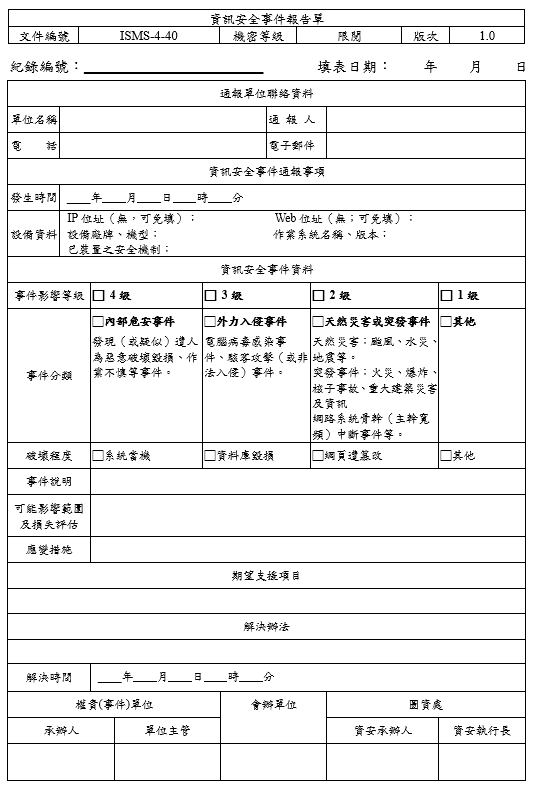 資訊安全事件報告單
文件編號 ISMS-4-40 機密等級 限閱 版次 1.0
紀錄編號： 填表日期： 年 月 日
通報單位聯絡資料
單位名稱 通 報 人
電 話 電子郵件
資訊安全事件通報事項
發生時間 ____年____月____日____時____分
設備資料
IP 位址（無，可免填）： Web 位址（無；可免填）：
設備廠牌、機型： 作業系統名稱、版本：
已裝置之安全機制：
資訊安全事件資料
事件影響等級 □ 4 級 □ 3 級 □ 2 級 □ 1 級
事件分類
□內部危安事件
發現（或疑似）遭人
為惡意破壞毀損、作
業不慎等事件。
□外力入侵事件
電腦病毒感染事
件、駭客攻擊（或非
法入侵）事件。
□天然災害或突發事件
天然災害：颱風、水災、
地震等。
突發事件：火災、爆炸、
核子事故、重大建築災害
及資訊
網路系統骨幹（主幹寬
頻）中斷事件等。
□其他
破壞程度 □系統當機 □資料庫毀損 □網頁遭篡改 □其他
事件說明
可能影響範圍
及損失評估
應變措施
期望支援項目
解決辦法
解決時間 ____年____月____日____時____分
權責(事件)單位 會辦單位 圖資處
承辦人 單位主管 資安承辦人 資安執行長